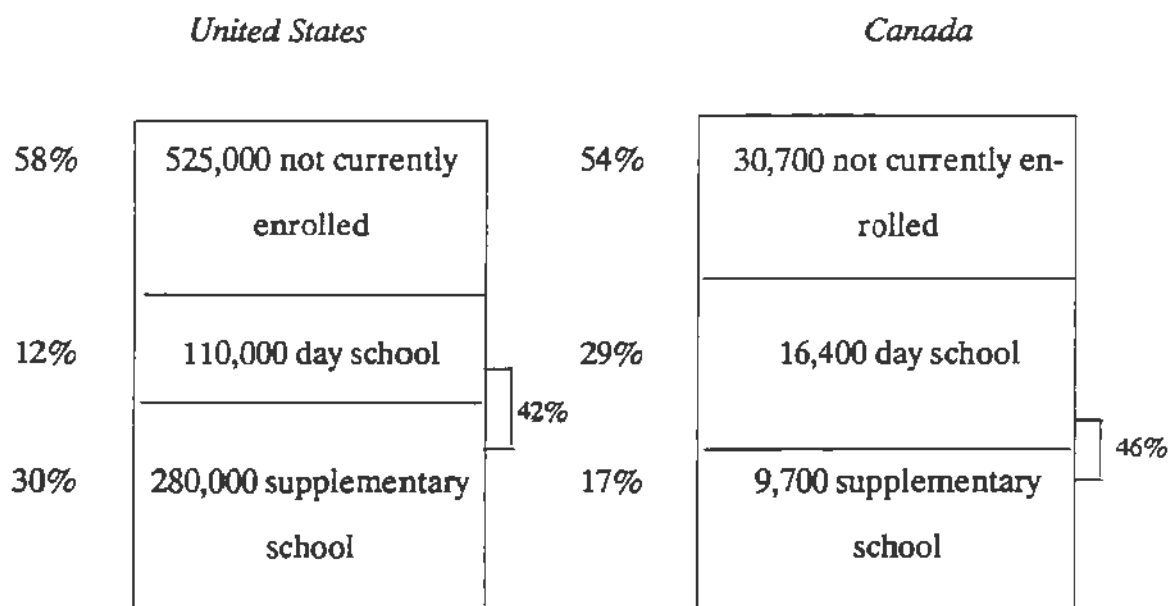 United States
58%
525,000 not currently
enrolled
12%
110,000 day school
42%
30%
280,000 supplementary
school
Canada
54%
30,700 not currently en-
rolled
29%
16,400 day school
46%
17%
9,700 supplementary
school